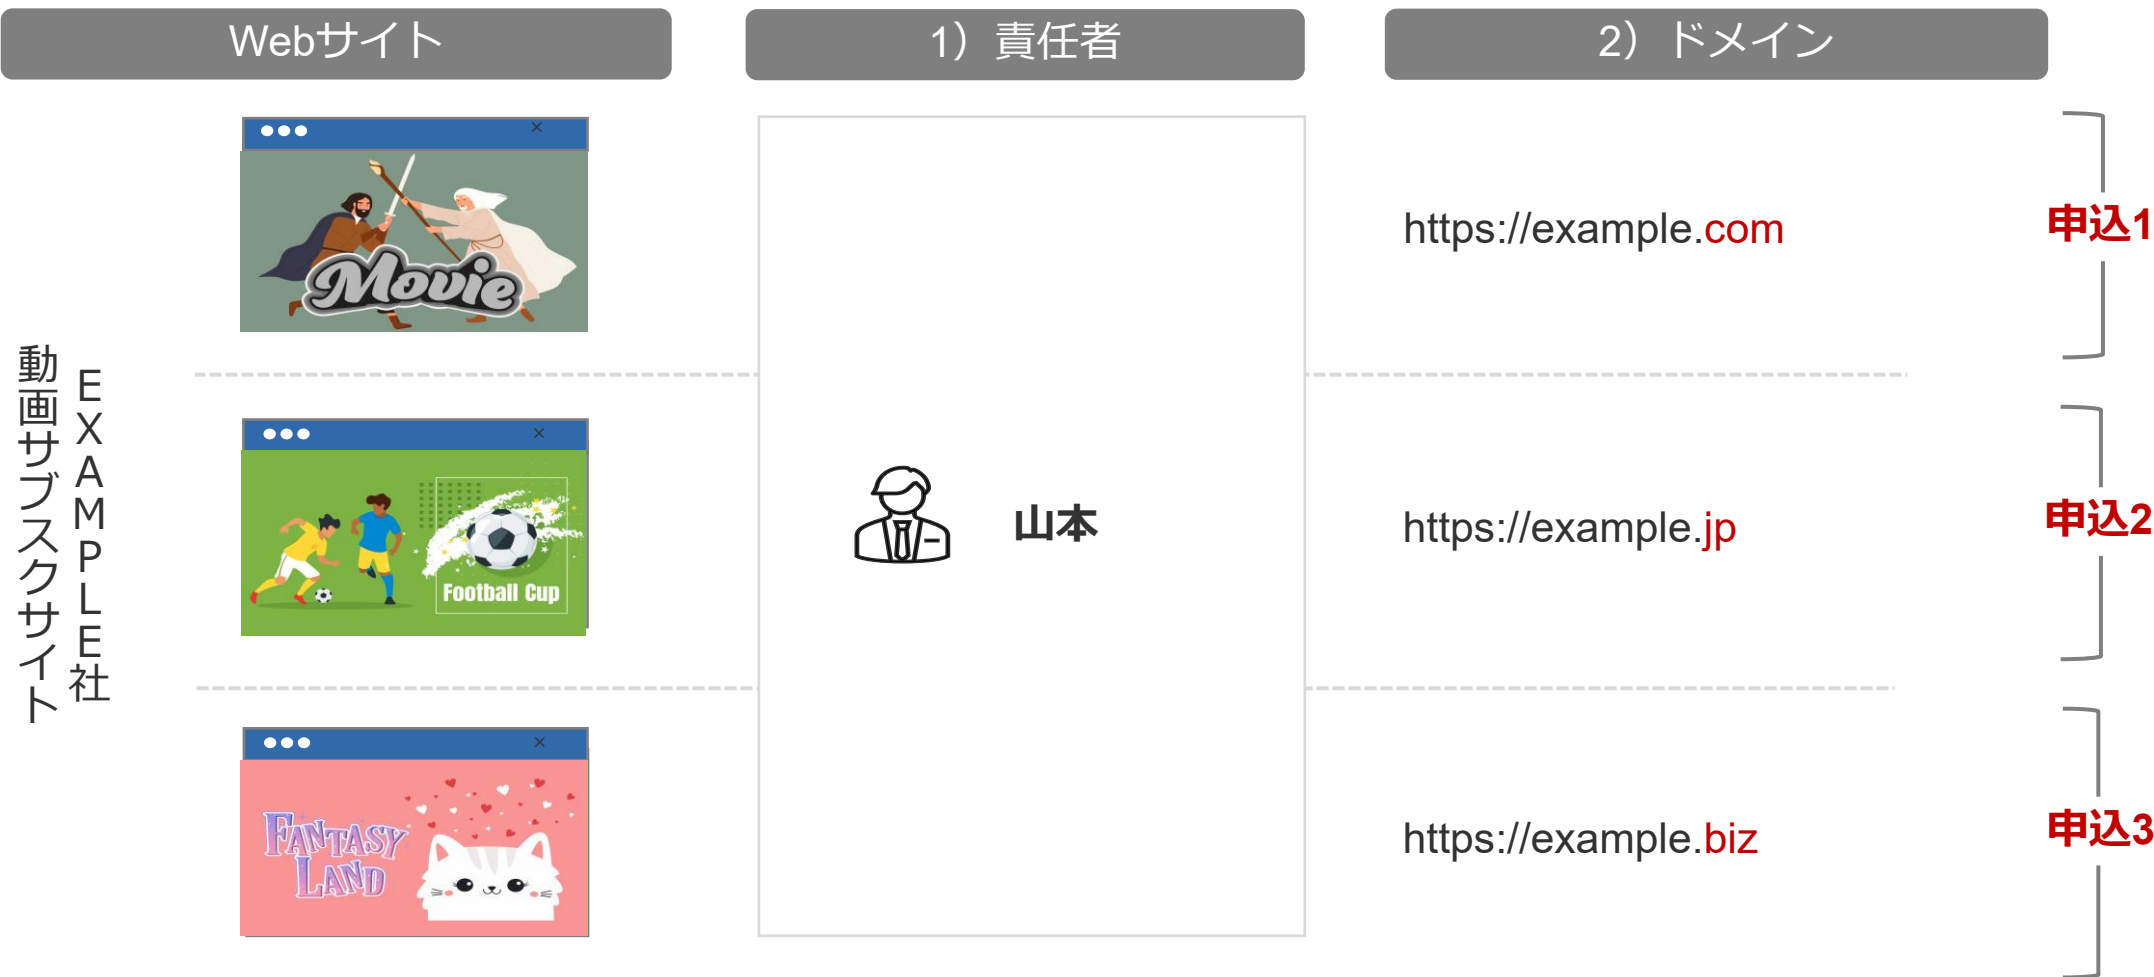 Webサイト
1）責任者
2）ドメイン
EXAMPLE社
動画サブスクサイト
Movie
https://example.com
申込1
Football Cup
山本
https://example.jp
申込2
FANTASY
LAND
https://example.biz
申込3